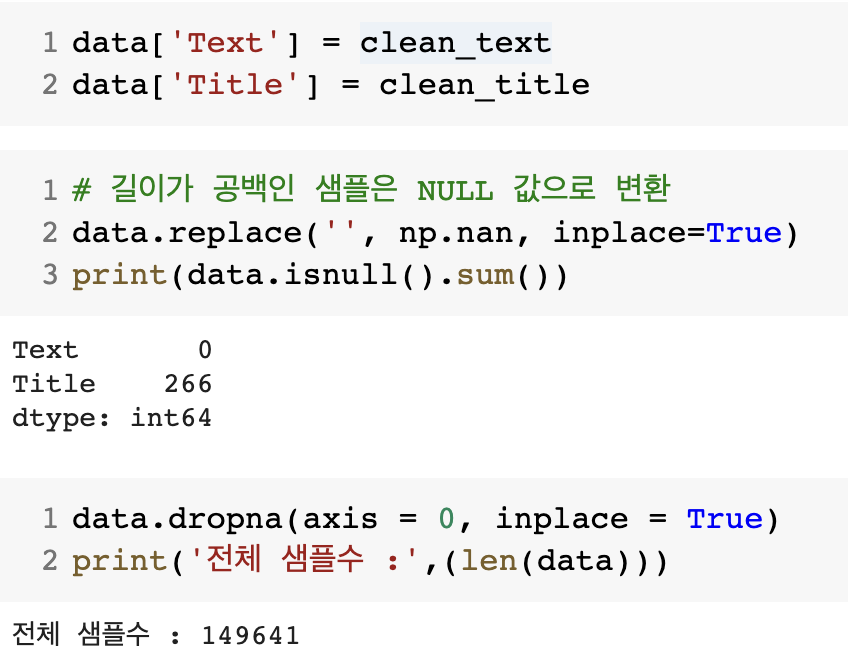 1 data['Text'] = clean_text
2 data['Title'] = clean_title
1 # 길이가 공백인 샘플은 NULL 값으로 변환
2 data.replace('', np.nan, inplace=True)
3 print(data.isnull().sum())
Text 0
Title 266
dtype: int64
1 data.dropna(axis = 0, inplace = True)
2 print('전체 샘플수 :',(len(data)))
전체 샘플수 : 149641